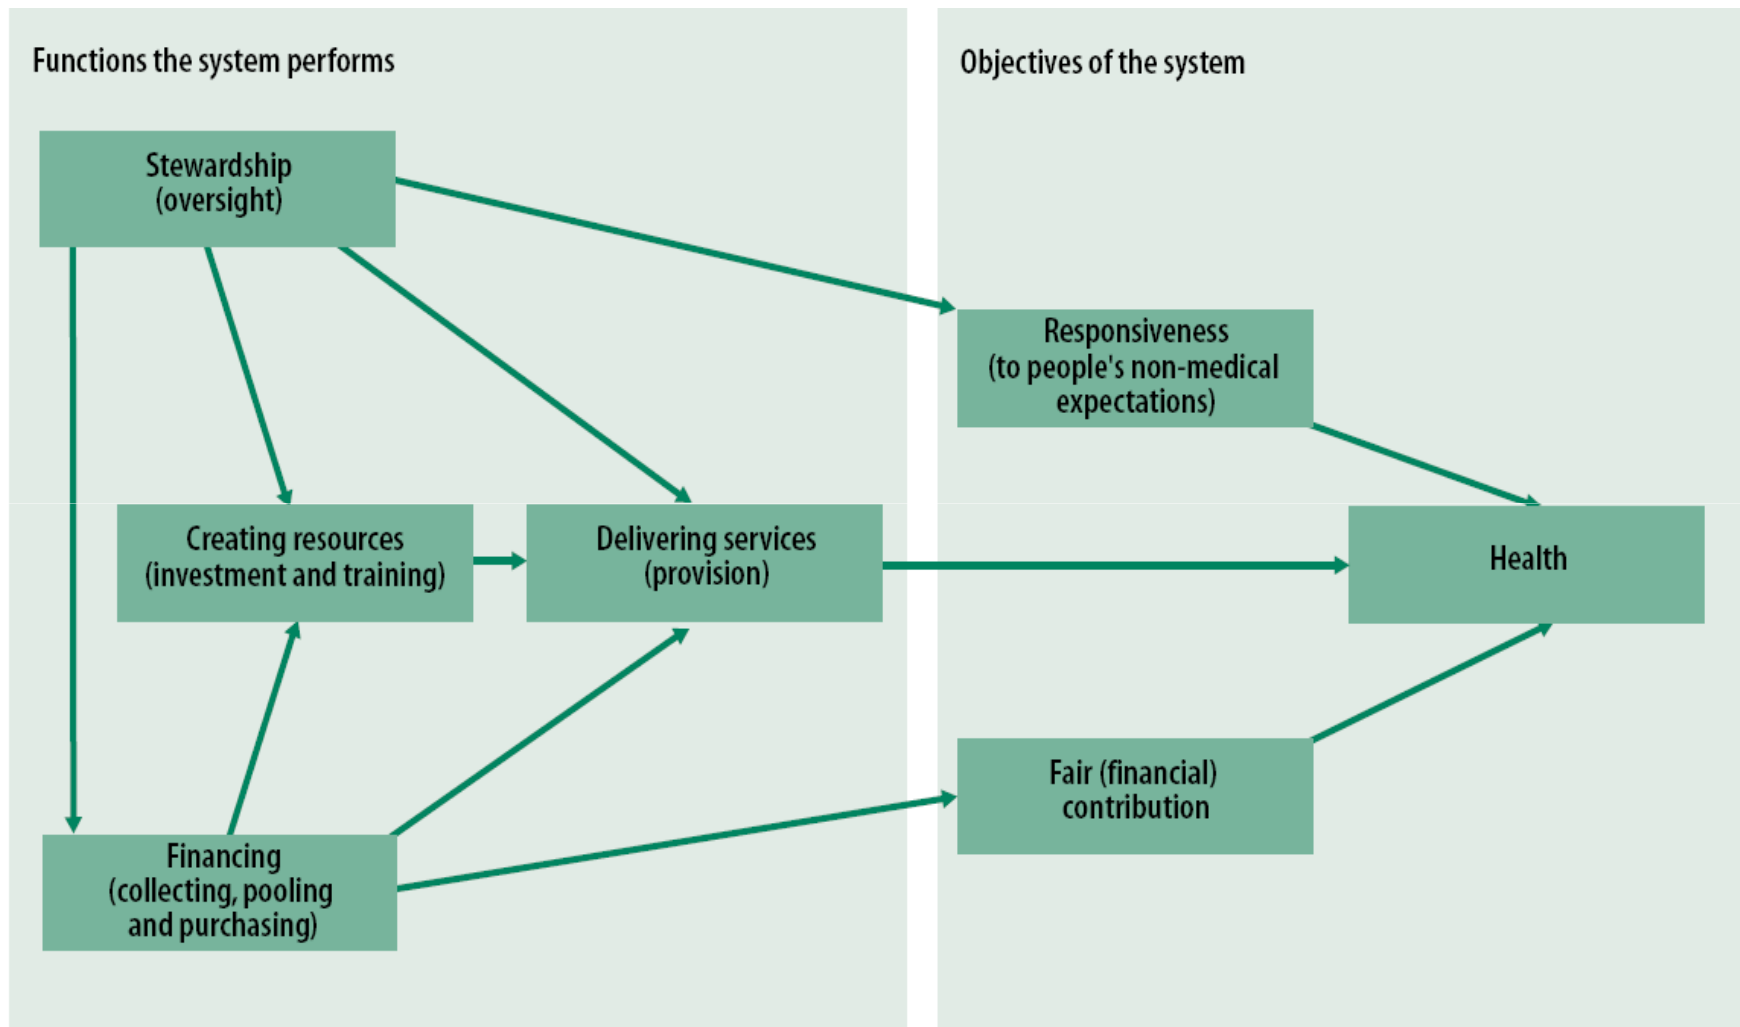 Functions the system performs
Objectives of the system
Stewardship
(oversight)
Responsiveness
(to people's non-medical
expectations)
Creating resources
(investment and training)
Delivering services
(provision)
Health
Fair (financial)
contribution
Financing
(collecting, pooling
and purchasing)